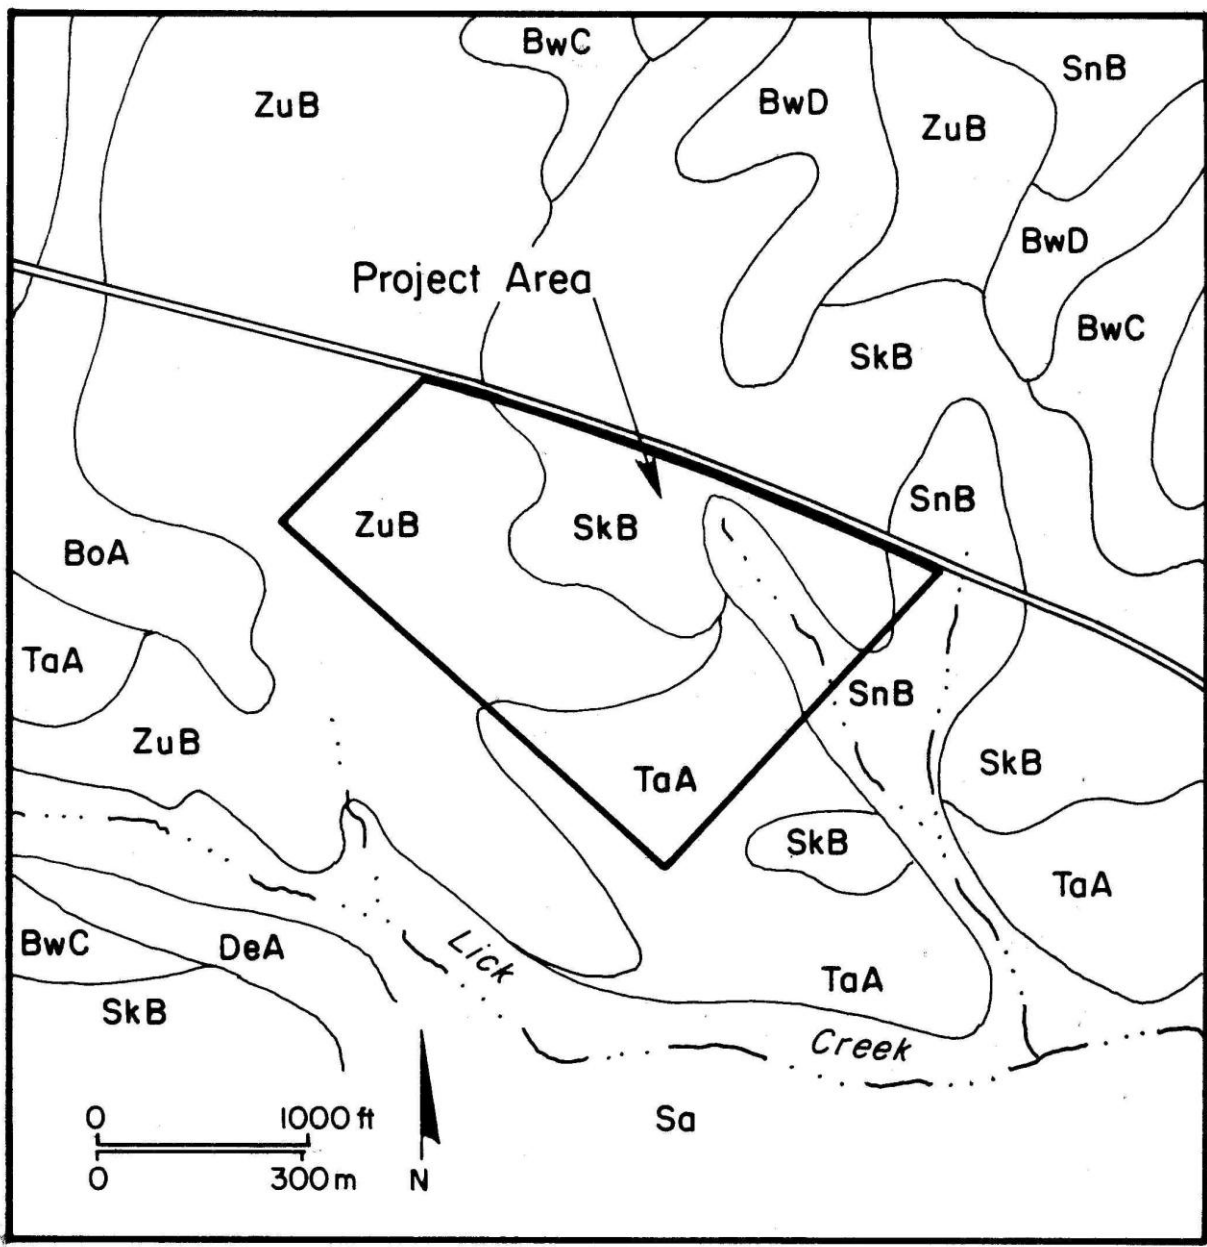 BwC
SnB
ZuB
BwD
ZuB
BwD
Project Area
BwC
SkB
SnB
ZuB
SkB
BoA
TaA
SnB
ZuB
SkB
TaA
SkB
TaA
BwC
DeA
Lick
TaA
SkB
Creek
0 1000 ft
Sa
0 300 m
N